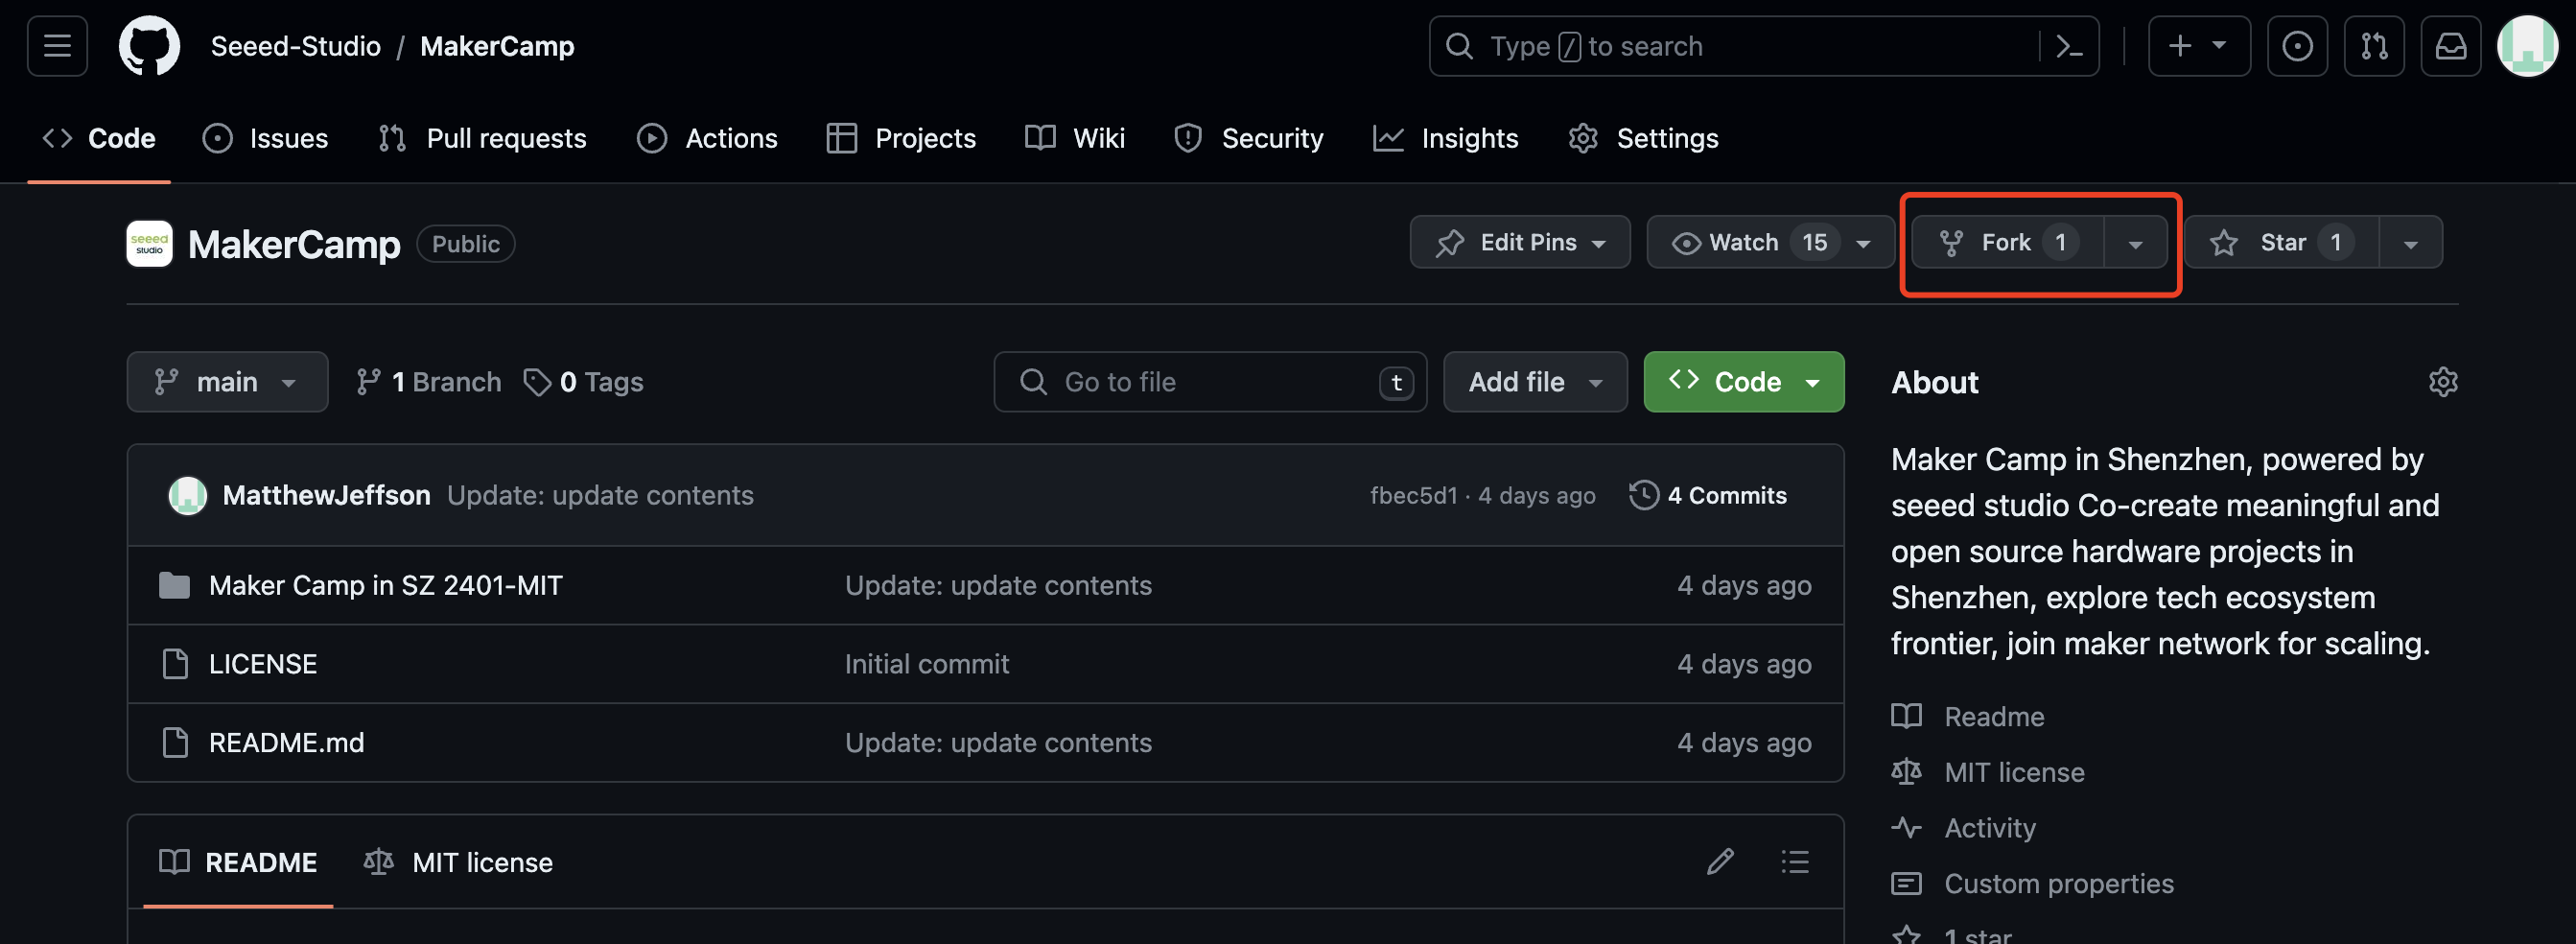 Seeed-Studio / MakerCamp
Type / to search
Code Issues Pull requests Actions Projects Wiki Security Insights Settings
seeed studio MakerCamp Public
Edit Pins Watch 15 Fork 1 Star 1
main 1 Branch 0 Tags
Go to file t Add file Code
MatthewJeffson Update: update contents fbec5d1 · 4 days ago 4 Commits
Maker Camp in SZ 2401-MIT Update: update contents 4 days ago
LICENSE Initial commit 4 days ago
README.md Update: update contents 4 days ago
README MIT license
About
Maker Camp in Shenzhen, powered by
seeed studio Co-create meaningful and
open source hardware projects in
Shenzhen, explore tech ecosystem
frontier, join maker network for scaling.
Readme
MIT license
Activity
Custom properties
1 star